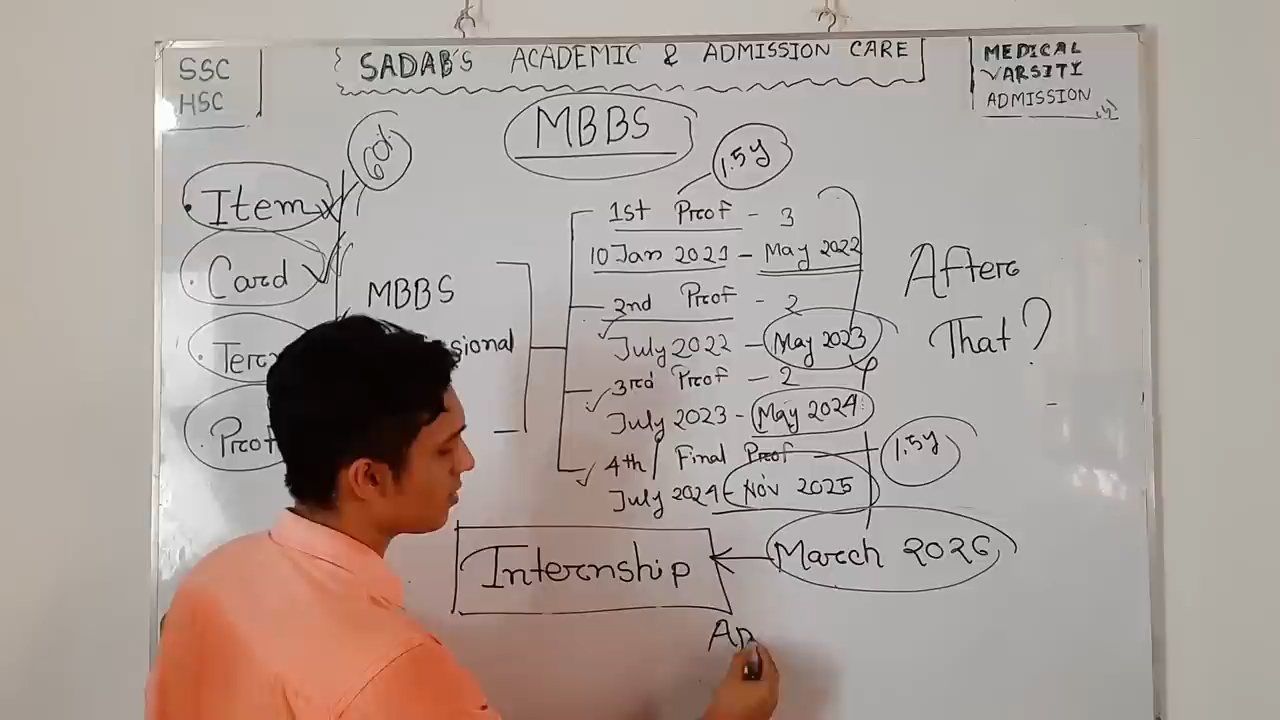 SSC
HSC
SADAB'S ACADEMIC & ADMISSION CARE
MEDICAL
VARSITY
ADMISSION
MBBS
1.5y
• Item
• Card
• Prof
MBBS
1st Prof - 3
10 Jan 2021 - May 2022
2nd Prof - 2
July 2022 - May 2023
3rd Prof - 2
July 2023 - May 2024
4th / Final Prof
July 2024 - Nov 2025
After
That?
1.5y
Internship
March 2026